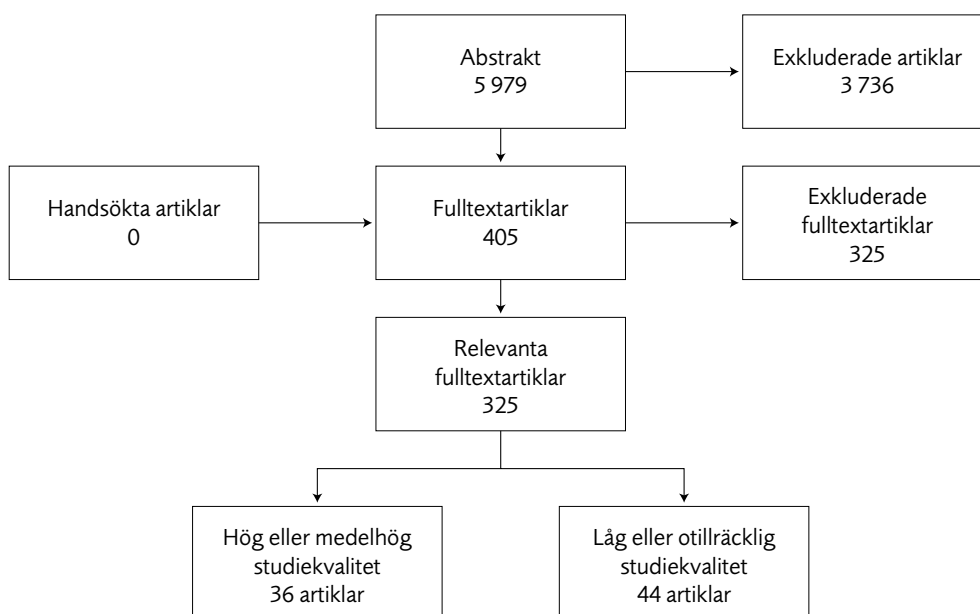 Abstrakt
5 979
Exkluderade artiklar
3 736
Handsökta artiklar
0
Fulltextartiklar
405
Exkluderade
fulltextartiklar
325
Relevanta
fulltextartiklar
325
Hög eller medelhög
studiekvalitet
36 artiklar
Låg eller otillräcklig
studiekvalitet
44 artiklar